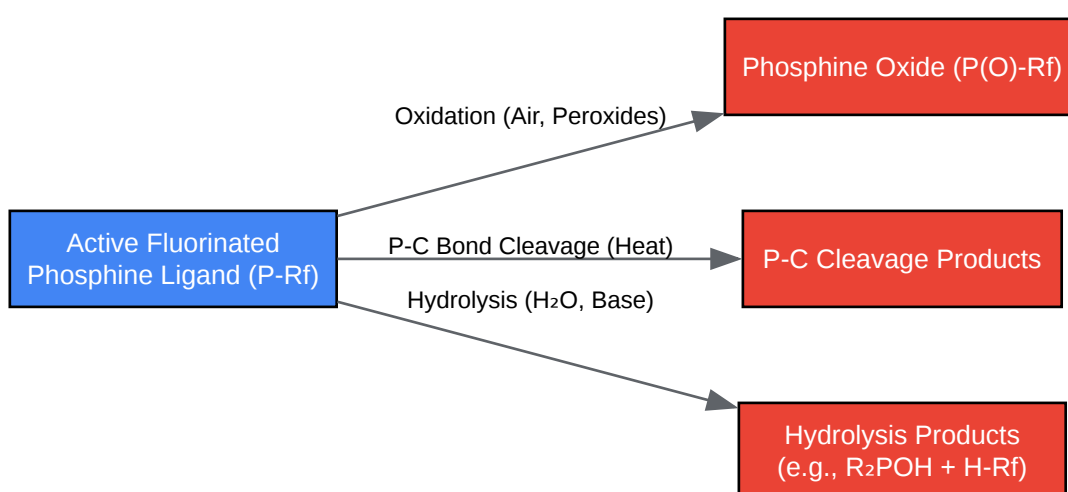 Phosphine Oxide (P(O)-Rf)
Oxidation (Air, Peroxides)
Active Fluorinated
Phosphine Ligand (P-Rf)
P-C Bond Cleavage (Heat)
P-C Cleavage Products
Hydrolysis (H₂O, Base)
Hydrolysis Products
(e.g., R₂POH + H-Rf)